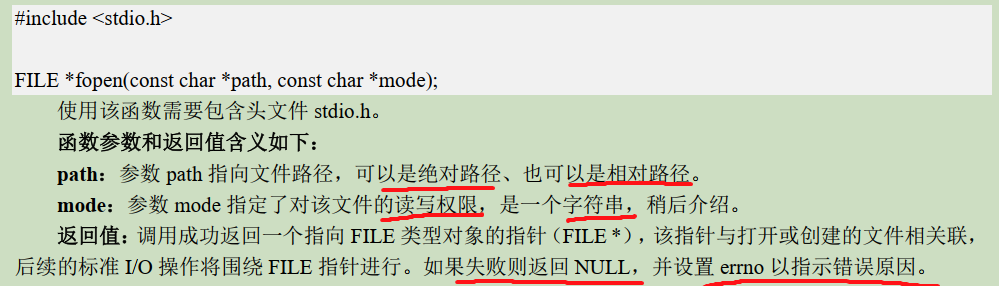 #include <stdio.h>
FILE *fopen(const char *path, const char *mode);
使用该函数需要包含头文件 stdio.h。
函数参数和返回值含义如下：
path：参数 path 指向文件路径，可以是绝对路径、也可以是相对路径。
mode：参数 mode 指定了对该文件的读写权限，是一个字符串，稍后介绍。
返回值：调用成功返回一个指向 FILE 类型对象的指针（FILE *），该指针与打开或创建的文件相关联，
后续的标准 I/O 操作将围绕 FILE 指针进行。如果失败则返回 NULL，并设置 errno 以指示错误原因。